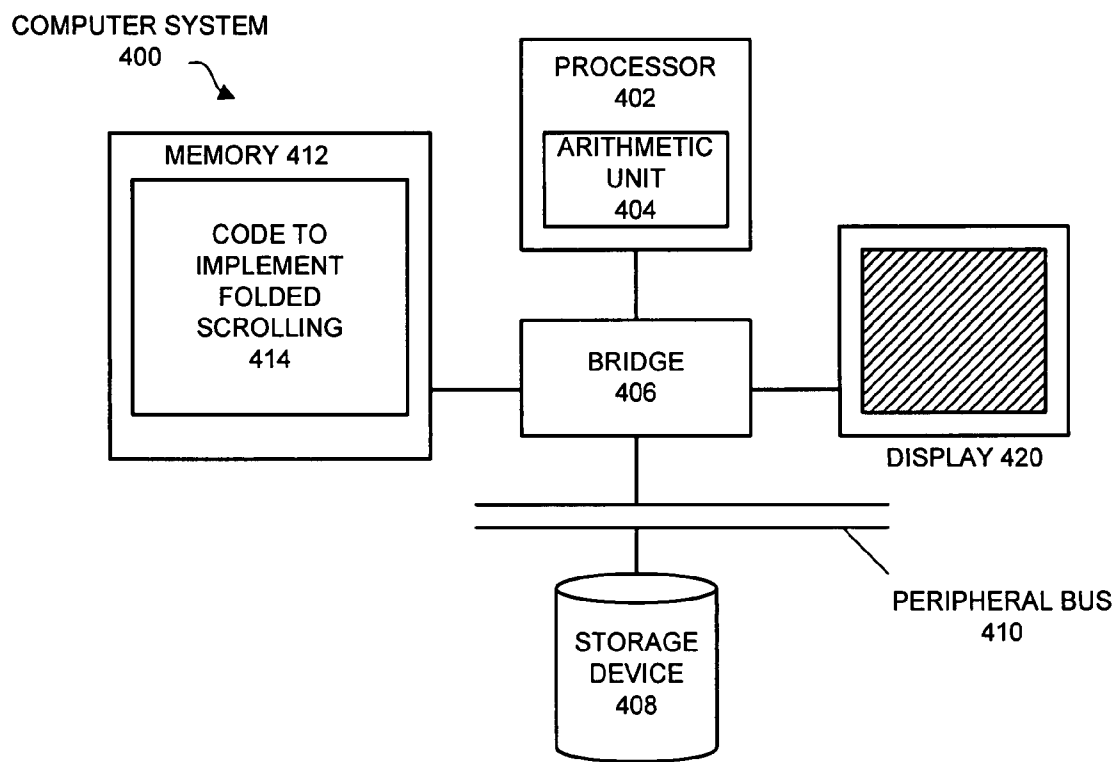 COMPUTER SYSTEM
400
PROCESSOR
402
ARITHMETIC
UNIT
404
MEMORY 412
CODE TO
IMPLEMENT
FOLDED
SCROLLING
414
BRIDGE
406
DISPLAY 420
PERIPHERAL BUS
410
STORAGE
DEVICE
408